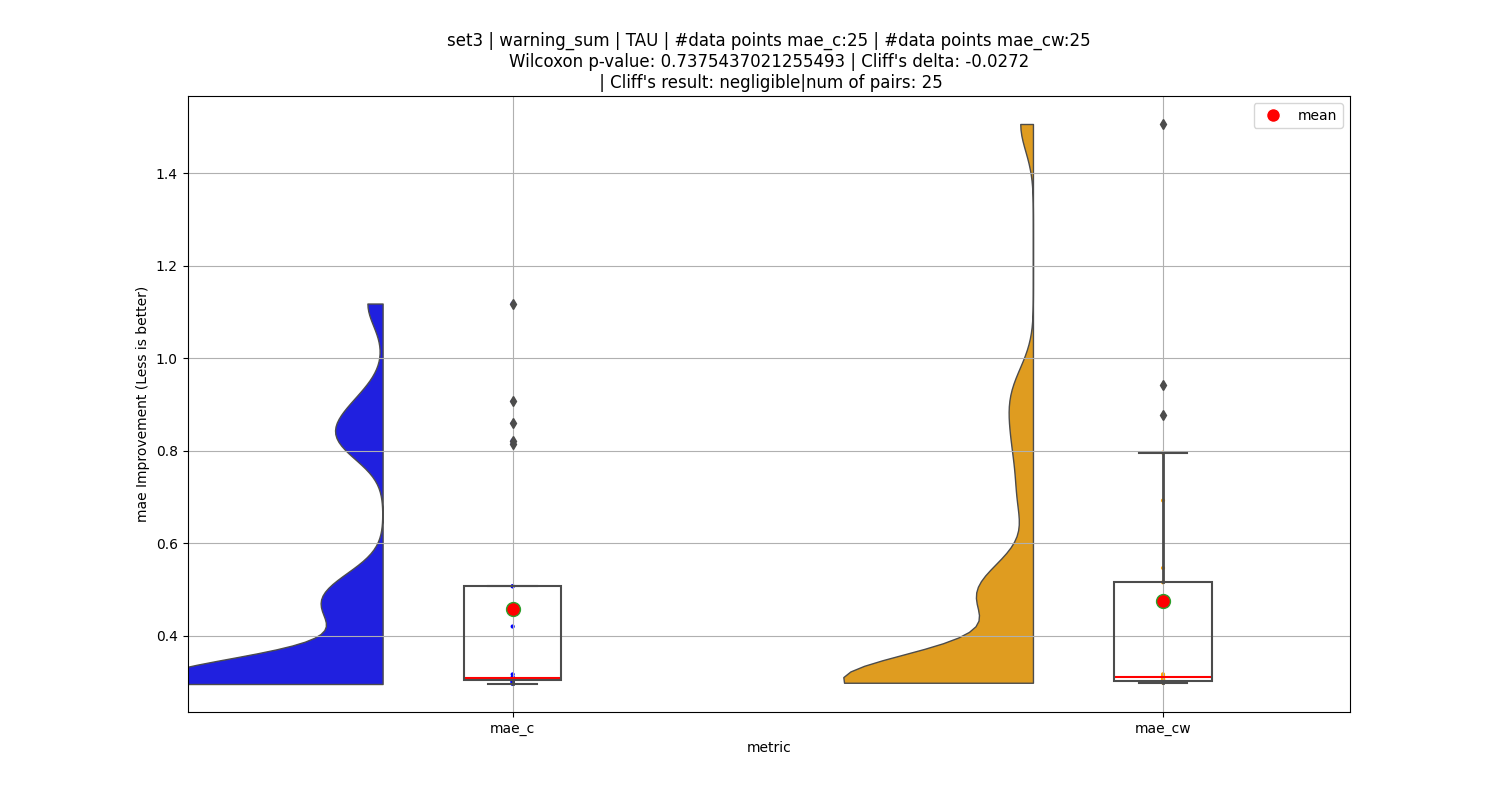 set3 | warning_sum | TAU | #data points mae_c:25 | #data points mae_cw:25
Wilcoxon p-value: 0.7375437021255493 | Cliff's delta: -0.0272
| Cliff's result: negligible|num of pairs: 25
mean
mae Improvement (Less is better)
1.4
1.2
1.0
0.8
0.6
0.4
mae_c
mae_cw
metric